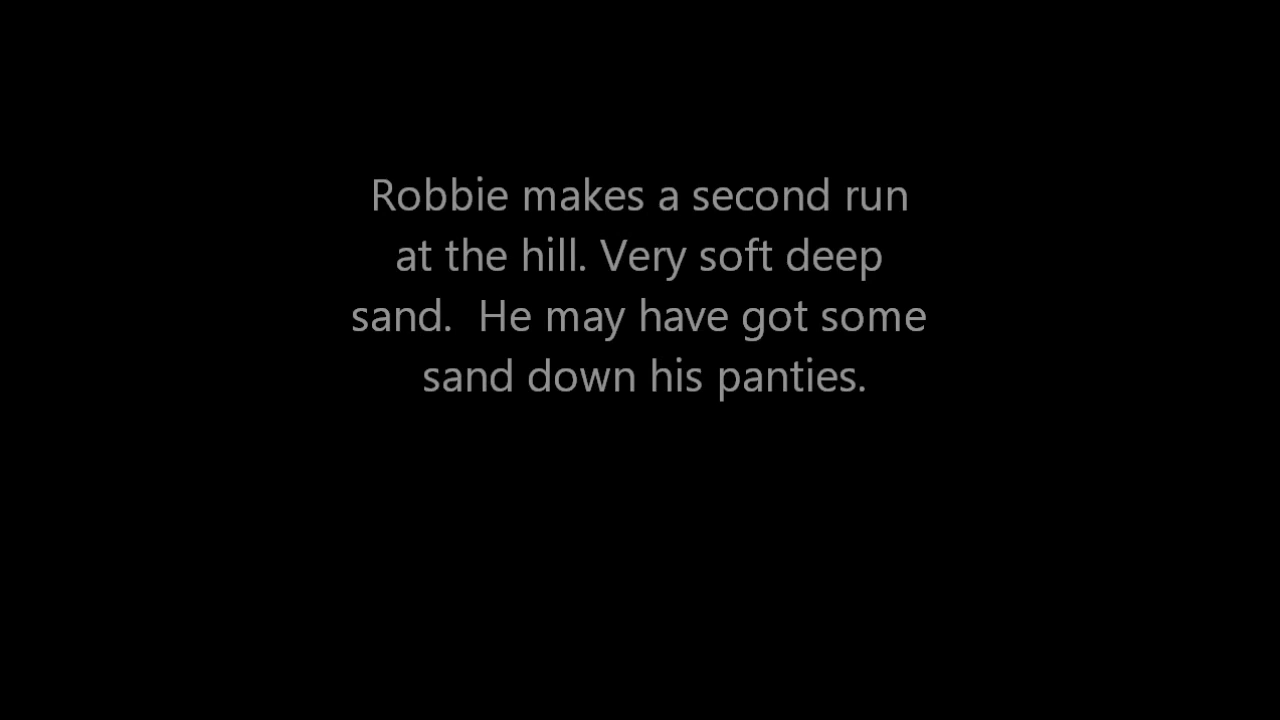 Robbie makes a second run
at the hill. Very soft deep
sand.  He may have got some
sand down his panties.